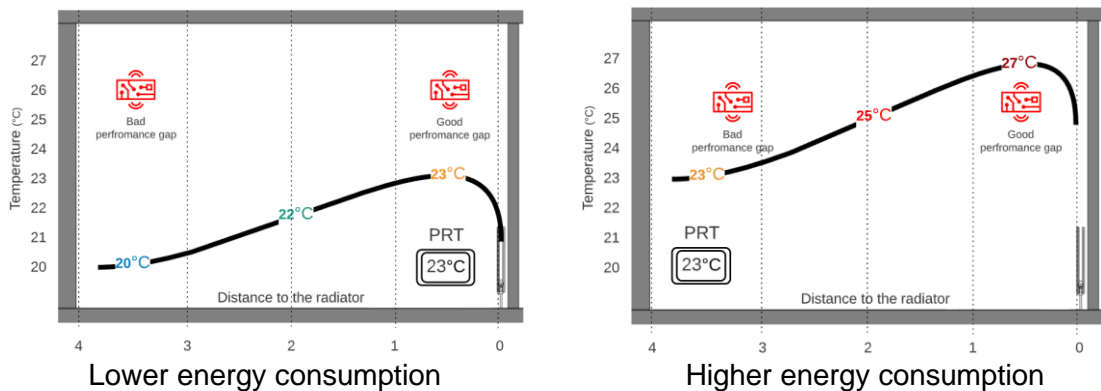 27
26
25
24
23
22
21
20
Temperature (°C)
Bad
perfromance gap
Good
perfromance gap
20°C
22°C
23°C
PRT
23°C
Distance to the radiator
4
3
2
1
0
Lower energy consumption
27
26
25
24
23
22
21
20
Temperature (°C)
Bad
perfromance gap
Good
perfromance gap
23°C
25°C
27°C
PRT
23°C
Distance to the radiator
4
3
2
1
0
Higher energy consumption